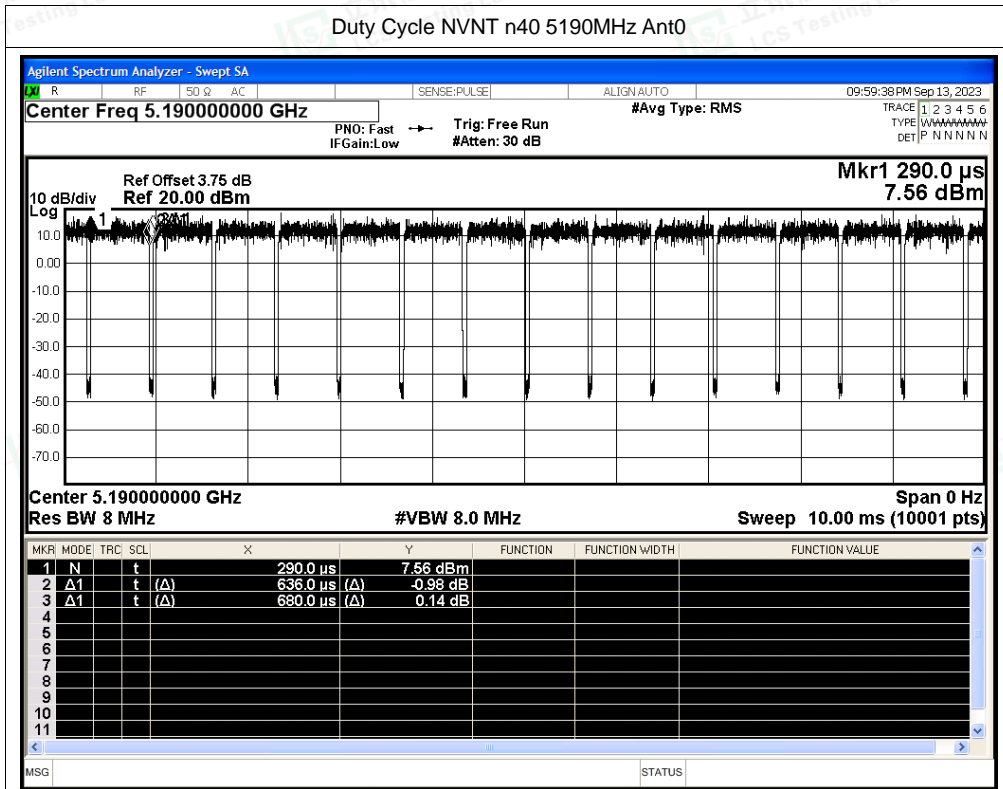 Duty Cycle NVNT n40 5190MHz Ant0
Agilent Spectrum Analyzer - Swept SA
LXI R RF 50 Ω AC SENSE:PULSE ALIGN AUTO 09:59:38 PM Sep 13, 2023
Center Freq 5.190000000 GHz #Avg Type: RMS TRACE 1 2 3 4 5 6
PNO: Fast Trig: Free Run TYPE
IFGain:Low #Atten: 30 dB DET P N N N N N
Mkr1 290.0 µs
Ref Offset 3.75 dB
10 dB/div Ref 20.00 dBm 7.56 dBm
Log
1
10.0
0.00
-10.0
-20.0
-30.0
-40.0
-50.0
-60.0
-70.0
Center 5.190000000 GHz Span 0 Hz
Res BW 8 MHz #VBW 8.0 MHz Sweep 10.00 ms (10001 pts)
MKR MODE TRC SCL X Y FUNCTION FUNCTION WIDTH FUNCTION VALUE
1 N t 290.0 µs 7.56 dBm
2 Δ1 t (Δ) 636.0 µs (Δ) -0.98 dB
3 Δ1 t (Δ) 680.0 µs (Δ) 0.14 dB
4
5
6
7
8
9
10
11
MSG STATUS